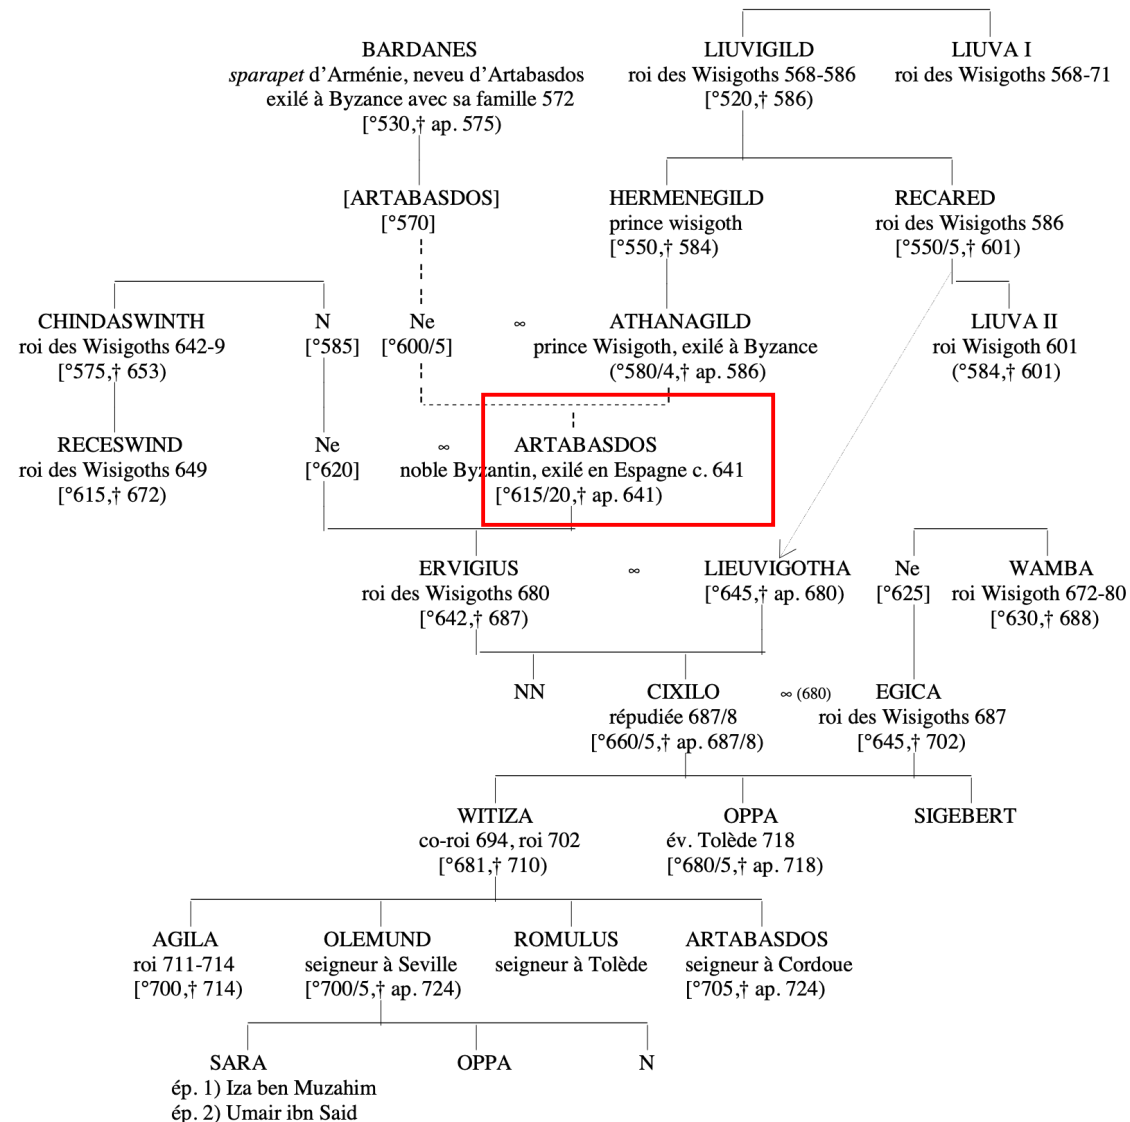 BARDANES
sparapet d’Arménie, neveu d’Artabasdos
exilé à Byzance avec sa famille 572
[°530,† ap. 575)
LIUVIGILD
roi des Wisigoths 568-586
[°520,† 586)
LIUVA I
roi des Wisigoths 568-71
[ARTABASDOS]
[°570]
HERMENEGILD
prince wisigoth
[°550,† 584)
RECARED
roi des Wisigoths 586
[°550/5,† 601)
CHINDASWINTH
roi des Wisigoths 642-9
[°575,† 653)
N
[°585]
Ne
[°600/5]
∞
ATHANAGILD
prince Wisigoth, exilé à Byzance
(°580/4,† ap. 586)
LIUVA II
roi Wisigoth 601
(°584,† 601)
RECESWIND
roi des Wisigoths 649
[°615,† 672)
Ne
[°620]
∞
ARTABASDOS
noble Byzantin, exilé en Espagne c. 641
[°615/20,† ap. 641)
ERVIGIUS
roi des Wisigoths 680
[°642,† 687)
∞
LIEUVIGOTHA
[°645,† ap. 680)
Ne
[°625]
WAMBA
roi Wisigoth 672-80
[°630,† 688)
NN
CIXILO
répudiée 687/8
[°660/5,† ap. 687/8)
∞ (680)
EGICA
roi des Wisigoths 687
[°645,† 702)
WITIZA
co-roi 694, roi 702
[°681,† 710)
OPPA
év. Tolède 718
[°680/5,† ap. 718)
SIGEBERT
AGILA
roi 711-714
[°700,† 714)
OLEMUND
seigneur à Seville
[°700/5,† ap. 724)
ROMULUS
seigneur à Tolède
ARTABASDOS
seigneur à Cordoue
[°705,† ap. 724)
SARA
ép. 1) Iza ben Muzahim
ép. 2) Umair ibn Said
OPPA
N